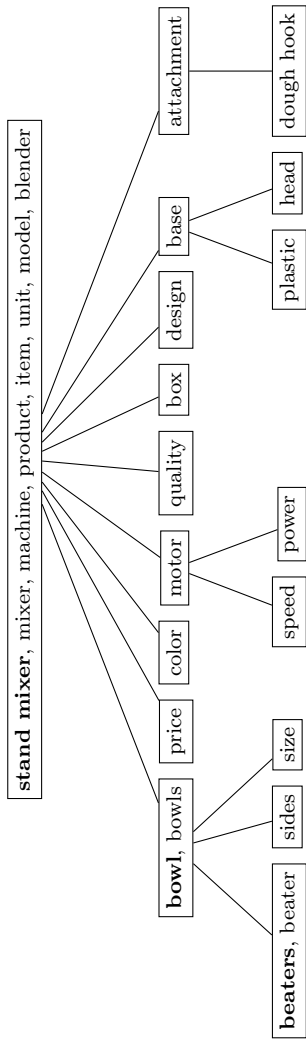 stand mixer, mixer, machine, product, item, unit, model, blender
bowl, bowls
price
color
motor
quality
box
design
base
attachment
beaters, beater
sides
size
speed
power
plastic
head
dough hook